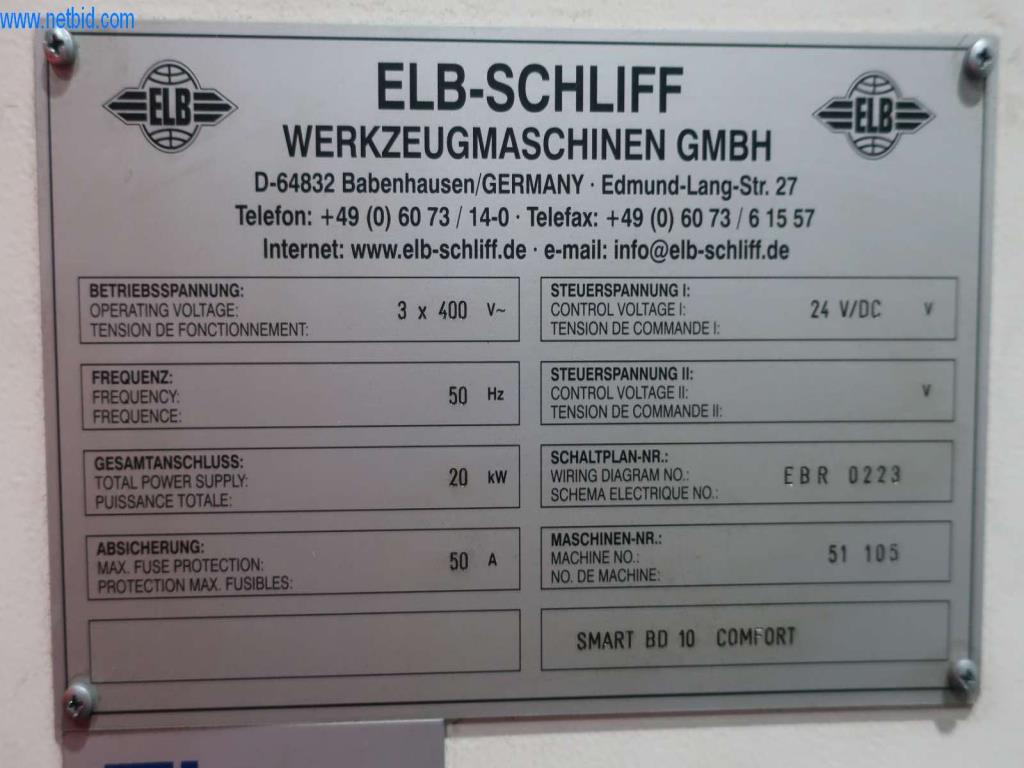 www.netbid.com
ELB
ELB-SCHLIFF
ELB
WERKZEUGMASCHINEN GMBH
D-64832 Babenhausen/GERMANY · Edmund-Lang-Str. 27
Telefon: +49 (0) 60 73 / 14-0 · Telefax: +49 (0) 60 73 / 6 15 57
Internet: www.elb-schliff.de · e-mail: info@elb-schliff.de
BETRIEBSSPANNUNG:
OPERATING VOLTAGE: 3 x 400 V~
TENSION DE FONCTIONNEMENT:
FREQUENZ:
FREQUENCY: 50 Hz
FREQUENCE:
GESAMTANSCHLUSS:
TOTAL POWER SUPPLY: 20 kW
PUISSANCE TOTALE:
ABSICHERUNG:
MAX. FUSE PROTECTION: 50 A
PROTECTION MAX. FUSIBLES:
STEUERSPANNUNG I:
CONTROL VOLTAGE I: 24 V/DC V
TENSION DE COMMANDE I:
STEUERSPANNUNG II:
CONTROL VOLTAGE II: V
TENSION DE COMMANDE II:
SCHALTPLAN-NR.:
WIRING DIAGRAM NO.: EBR 0223
SCHEMA ELECTRIQUE NO.:
MASCHINEN-NR.:
MACHINE NO.: 51 105
NO. DE MACHINE:
SMART BD 10 COMFORT